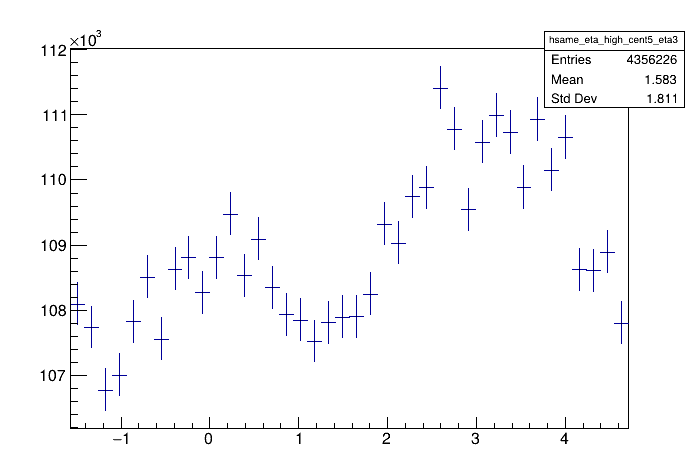 ×10³
hsame_eta_high_cent5_eta3
Entries 4356226
Mean 1.583
Std Dev 1.811
112
111
110
109
108
107
−1 0 1 2 3 4